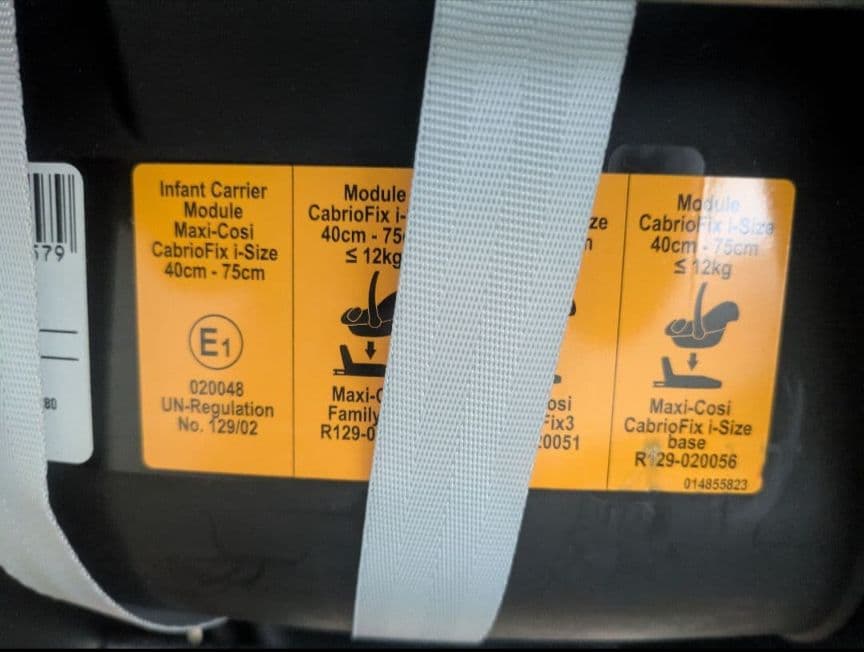 579
80
Infant Carrier
Module
Maxi-Cosi
CabrioFix i-Size
40cm - 75cm
E1
020048
UN-Regulation
No. 129/02
Module
CabrioFix i-
40cm - 75
≤ 12kg
Maxi-
Family
R129-0
ze
osi
Fix3
0051
Module
CabrioFix i-Size
40cm - 75cm
≤ 12kg
Maxi-Cosi
CabrioFix i-Size
base
R129-020056
014855823